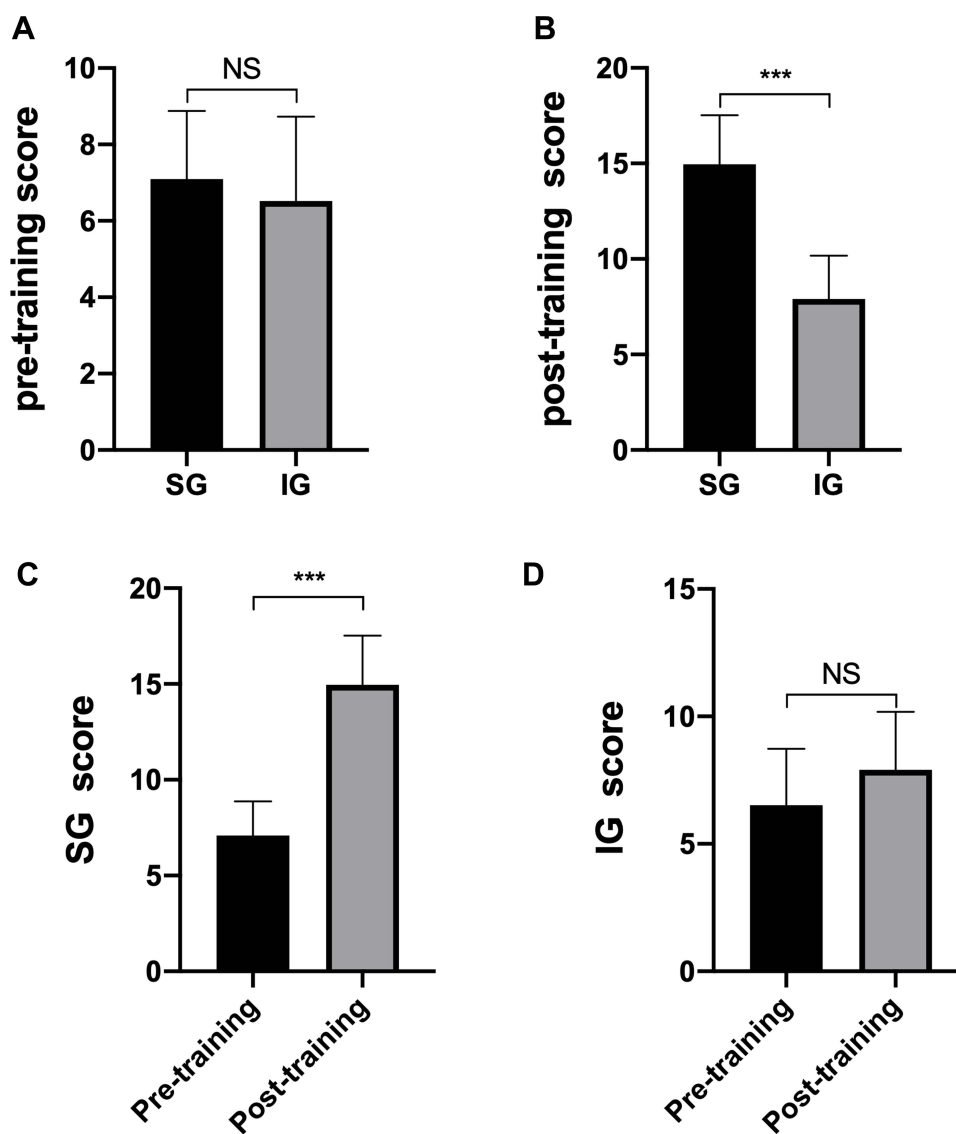 A
pre-training score
10
8
6
4
2
0
NS
SG IG
B
post-training score
20
15
10
5
0
***
SG IG
C
SG score
20
15
10
5
0
***
Pre-training
Post-training
D
IG score
15
10
5
0
NS
Pre-training
Post-training